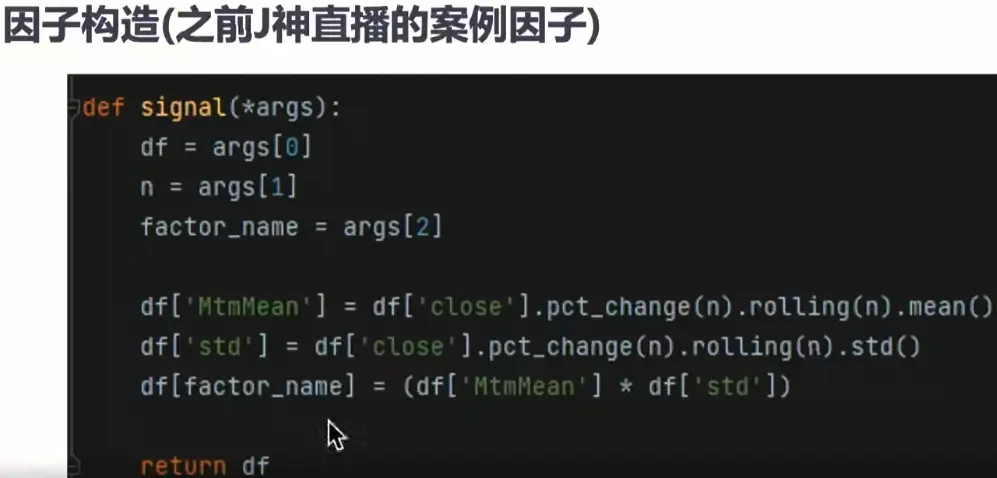 因子构造(之前J神直播的案例因子)
def signal(*args):
    df = args[0]
    n = args[1]
    factor_name = args[2]
    df['MtmMean'] = df['close'].pct_change(n).rolling(n).mean()
    df['std'] = df['close'].pct_change(n).rolling(n).std()
    df[factor_name] = (df['MtmMean'] * df['std'])
    return df